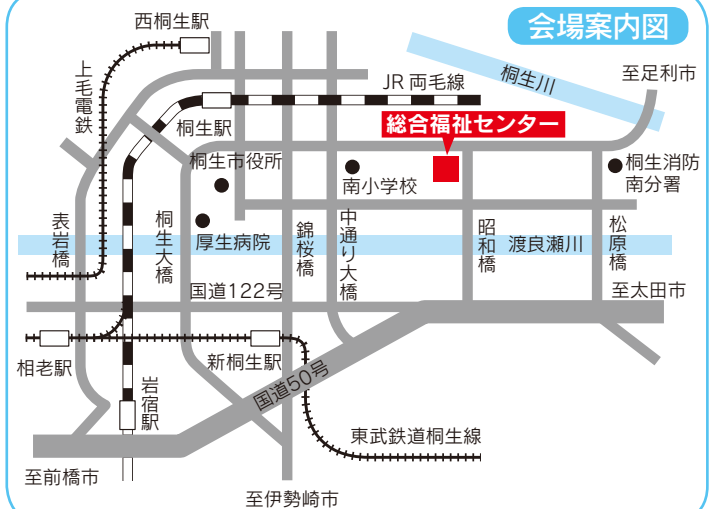 会場案内図
西桐生駅
上毛電鉄
JR両毛線
桐生川
至足利市
桐生駅
総合福祉センター
桐生市役所
南小学校
桐生消防
南分署
表岩橋
桐生大橋
厚生病院
錦桜橋
中通り大橋
昭和橋
渡良瀬川
松原橋
国道122号
至太田市
相老駅
新桐生駅
国道50号
岩宿駅
東武鉄道桐生線
至前橋市
至伊勢崎市